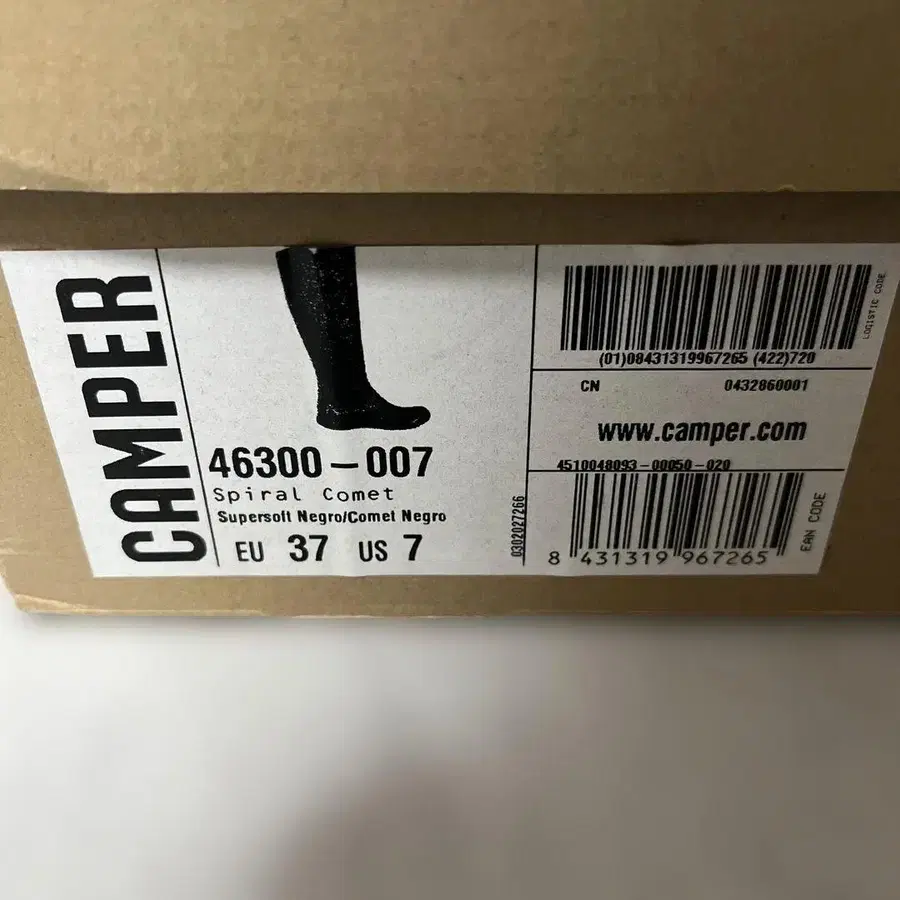 CAMPER
46300-007
Spiral Comet
Supersoft Negro/Comet Negro
EU 37 US 7
0302027266
LOGISTIC CODE
(01)08431319967265 (422)720
CN 0432860001
www.camper.com
4510048093-00050-020
8 431319 967265
EAN CODE